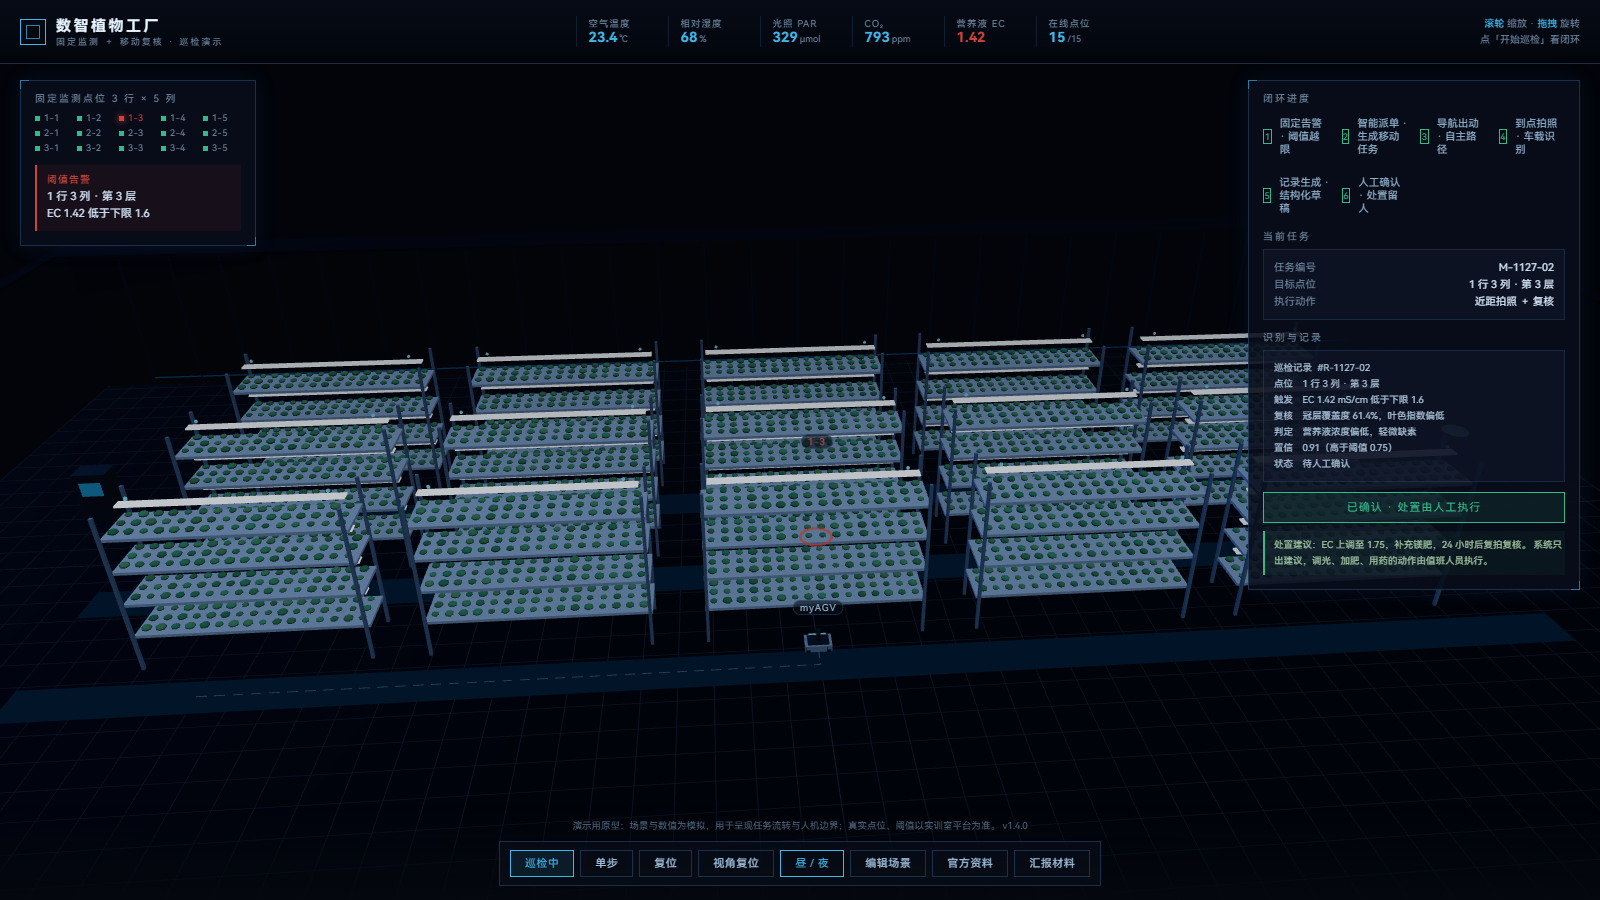 数智植物工厂
固定监测 + 移动复核 · 巡检演示
空气温度
23.4℃
相对湿度
68%
光照 PAR
329 μmol
CO₂
793 ppm
营养液 EC
1.42
在线点位
15 /15
滚轮 缩放 · 拖拽 旋转
点「开始巡检」看闭环
固定监测点位 3 行 × 5 列
1-1 1-2 1-3 1-4 1-5
2-1 2-2 2-3 2-4 2-5
3-1 3-2 3-3 3-4 3-5
阈值告警
1 行 3 列 · 第 3 层
EC 1.42 低于下限 1.6
闭环进度
1 固定告警 · 阈值越限
2 智能派单 · 生成移动任务
3 导航出动 · 自主路径
4 到点拍照 · 车载识别
5 记录生成 · 结构化草稿
6 人工确认 · 处置留人
当前任务
任务编号 M-1127-02
目标点位 1 行 3 列 · 第 3 层
执行动作 近距拍照 + 复核
识别与记录
巡检记录 #R-1127-02
点位 1 行 3 列 · 第 3 层
触发 EC 1.42 mS/cm 低于下限 1.6
复核 冠层覆盖度 61.4%，叶色指数偏低
判定 营养液浓度偏低，轻微缺素
置信 0.91（高于阈值 0.75）
状态 待人工确认
已确认 · 处置由人工执行
处置建议：EC 上调至 1.75，补充镁肥，24 小时后复拍复核。 系统只
出建议，调光、加肥、用药的动作由值班人员执行。
1-3
myAGV
演示用原型：场景与数值为模拟，用于呈现任务流转与人机边界；真实点位、阈值以实训室平台为准。 v1.4.0
巡检中
单步
复位
视角复位
昼 / 夜
编辑场景
官方资料
汇报材料